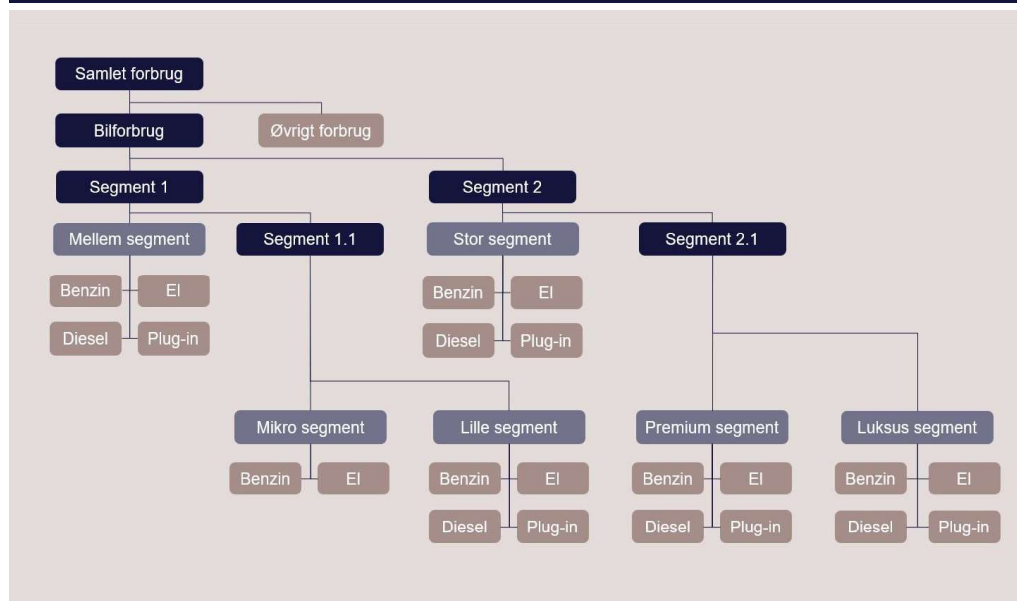 Samlet forbrug
Bilforbrug
Øvrigt forbrug
Segment 1
Segment 2
Mellem segment
Segment 1.1
Stor segment
Segment 2.1
Benzin
El
Benzin
El
Diesel
Plug-in
Diesel
Plug-in
Mikro segment
Lille segment
Premium segment
Luksus segment
Benzin
El
Benzin
El
Benzin
El
Benzin
El
Diesel
Plug-in
Diesel
Plug-in
Diesel
Plug-in